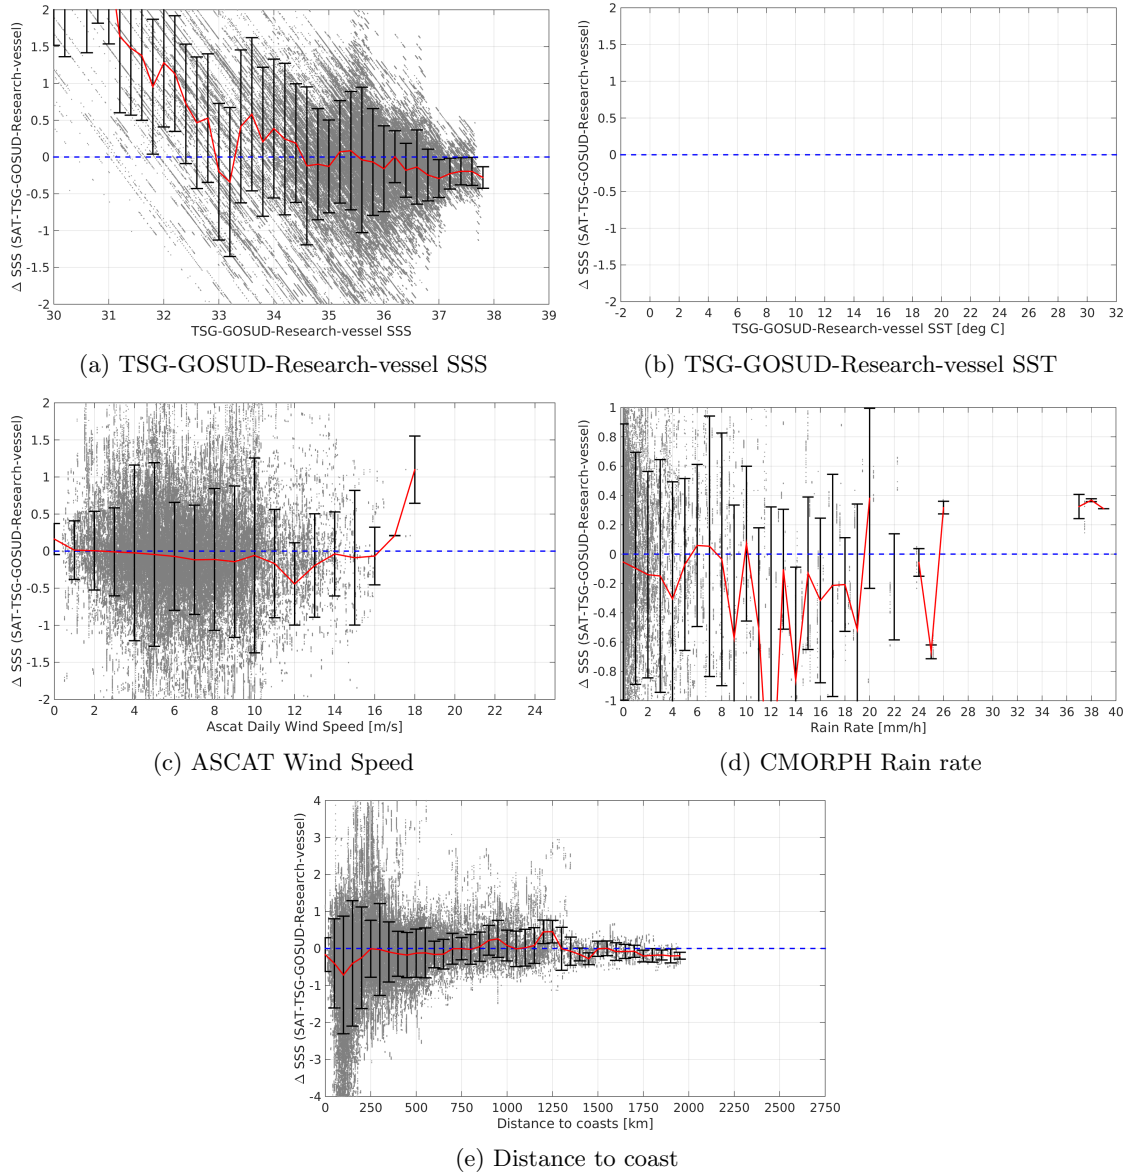 Δ SSS (SAT-TSG-GOSUD-Research-vessel)
2
1.5
1
0.5
0
-0.5
-1
-1.5
-2
30 31 32 33 34 35 36 37 38 39
TSG-GOSUD-Research-vessel SSS
(a) TSG-GOSUD-Research-vessel SSS
Δ SSS (SAT-TSG-GOSUD-Research-vessel)
2
1.5
1
0.5
0
-0.5
-1
-1.5
-2
-2 0 2 4 6 8 10 12 14 16 18 20 22 24 26 28 30 32
TSG-GOSUD-Research-vessel SST [deg C]
(b) TSG-GOSUD-Research-vessel SST
Δ SSS (SAT-TSG-GOSUD-Research-vessel)
2
1.5
1
0.5
0
-0.5
-1
-1.5
-2
0 2 4 6 8 10 12 14 16 18 20 22 24
Ascat Daily Wind Speed [m/s]
(c) ASCAT Wind Speed
Δ SSS (SAT-TSG-GOSUD-Research-vessel)
1
0.8
0.6
0.4
0.2
0
-0.2
-0.4
-0.6
-0.8
-1
0 2 4 6 8 10 12 14 16 18 20 22 24 26 28 30 32 34 36 38 40
Rain Rate [mm/h]
(d) CMORPH Rain rate
Δ SSS (SAT-TSG-GOSUD-Research-vessel)
4
3
2
1
0
-1
-2
-3
-4
0 250 500 750 1000 1250 1500 1750 2000 2250 2500 2750
Distance to coasts [km]
(e) Distance to coast